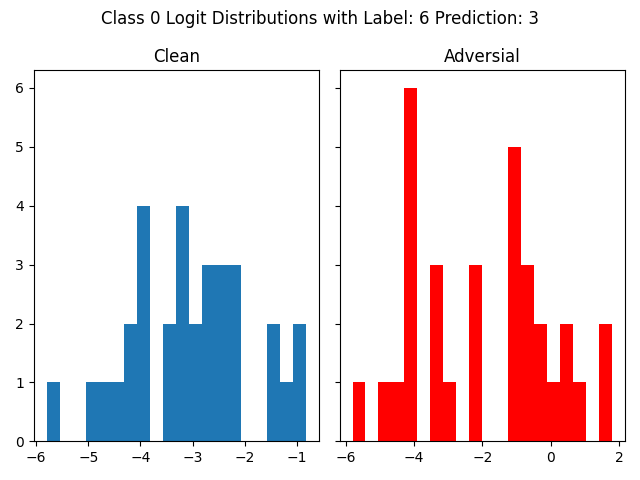 Class 0 Logit Distributions with Label: 6 Prediction: 3
Clean
Adversial
6
5
4
3
2
1
0
−6 −5 −4 −3 −2 −1
−6 −4 −2 0 2